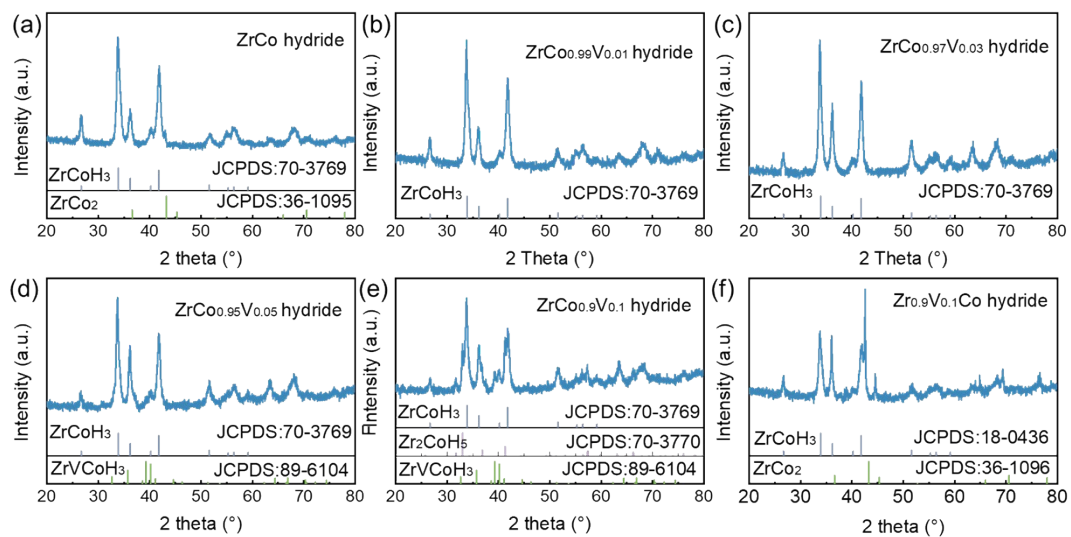 (a)
ZrCo hydride
Intensity (a.u.)
ZrCoH₃
JCPDS:70-3769
ZrCo₂
JCPDS:36-1095
20 30 40 50 60 70 80
2 theta (°)
(b)
ZrCo₀.₉₉V₀.₀₁ hydride
Intensity (a.u.)
ZrCoH₃
JCPDS:70-3769
20 30 40 50 60 70 80
2 Theta (°)
(c)
ZrCo₀.₉₇V₀.₀₃ hydride
Intensity (a.u.)
ZrCoH₃
JCPDS:70-3769
20 30 40 50 60 70 80
2 Theta (°)
(d)
ZrCo₀.₉₅V₀.₀₅ hydride
Intensity (a.u.)
ZrCoH₃
JCPDS:70-3769
ZrVCoH₃
JCPDS:89-6104
20 30 40 50 60 70 80
2 theta (°)
(e)
ZrCo₀.₉V₀.₁ hydride
RIntensity (a.u.)
ZrCoH₃
JCPDS:70-3769
Zr₂CoH₅
JCPDS:70-3770
ZrVCoH₃
JCPDS:89-6104
20 30 40 50 60 70 80
2 theta (°)
(f)
Zr₀.₉V₀.₁Co hydride
Intensity (a.u.)
ZrCoH₃
JCPDS:18-0436
ZrCo₂
JCPDS:36-1096
20 30 40 50 60 70 80
2 theta (°)